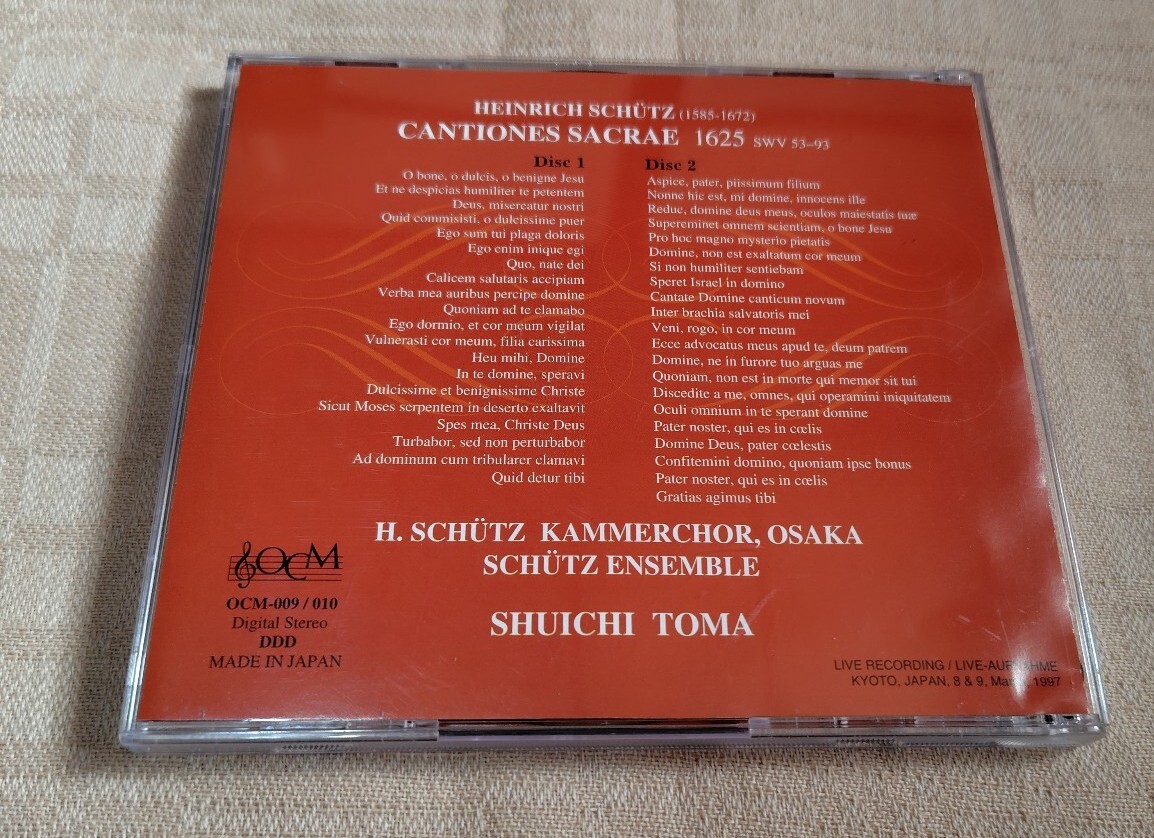 HEINRICH SCHÜTZ (1585-1672)
CANTIONES SACRAE 1625 SWV 53–93
Disc 1
O bone, o dulcis, o benigne Jesu
Et ne despicias humiliter te petentem
Deus, misereatur nostri
Quid commisisti, o dulcissime puer
Ego sum tui plaga doloris
Ego enim inique egi
Quo, nate dei
Calicem salutaris accipiam
Verba mea auribus percipe domine
Quoniam ad te clamabo
Ego dormio, et cor meum vigilat
Vulnerasti cor meum, filia carissima
Heu mihi, Domine
In te domine, speravi
Dulcissime et benignissime Christe
Sicut Moses serpentem in deserto exaltavit
Spes mea, Christe Deus
Turbabor, sed non perturbabor
Ad dominum cum tribularer clamavi
Quid detur tibi
Disc 2
Aspice, pater, piissimum filium
Nonne hic est, mi domine, innocens ille
Reduc, domine deus meus, oculos maiestatis tuæ
Supereminet omnem scientiam, o bone Jesu
Pro hoc magno mysterio pietatis
Domine, non est exaltatum cor meum
Si non humiliter sentiebam
Speret Israel in domino
Cantate Domine canticum novum
Inter brachia salvatoris mei
Veni, rogo, in cor meum
Ecce advocatus meus apud te, deum patrem
Domine, ne in furore tuo arguas me
Quoniam, non est in morte qui memor sit tui
Discedite a me, omnes, qui operamini iniquitatem
Oculi omnium in te sperant domine
Pater noster, qui es in cœlis
Domine Deus, pater cœlestis
Confitemini domino, quoniam ipse bonus
Pater noster, qui es in cœlis
Gratias agimus tibi
H. SCHÜTZ KAMMERCHOR, OSAKA
SCHÜTZ ENSEMBLE
SHUICHI TOMA
OCM
OCM-009 / 010
Digital Stereo
DDD
MADE IN JAPAN
LIVE RECORDING / LIVE-AUFNAHME
KYOTO, JAPAN, 8 & 9, 1997